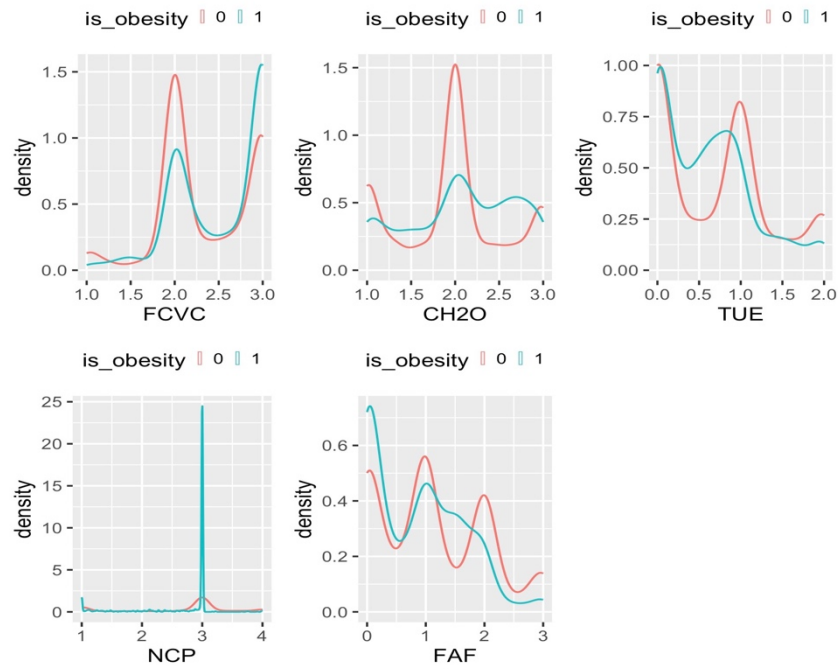 is_obesity 0 1
density
1.5
1.0
0.5
0.0
1.0 1.5 2.0 2.5 3.0
FCVC
is_obesity 0 1
density
1.5
1.0
0.5
0.0
1.0 1.5 2.0 2.5 3.0
CH2O
is_obesity 0 1
density
1.00
0.75
0.50
0.25
0.00
0.0 0.5 1.0 1.5 2.0
TUE
is_obesity 0 1
density
25
20
15
10
5
0
1 2 3 4
NCP
is_obesity 0 1
density
0.6
0.4
0.2
0.0
0 1 2 3
FAF